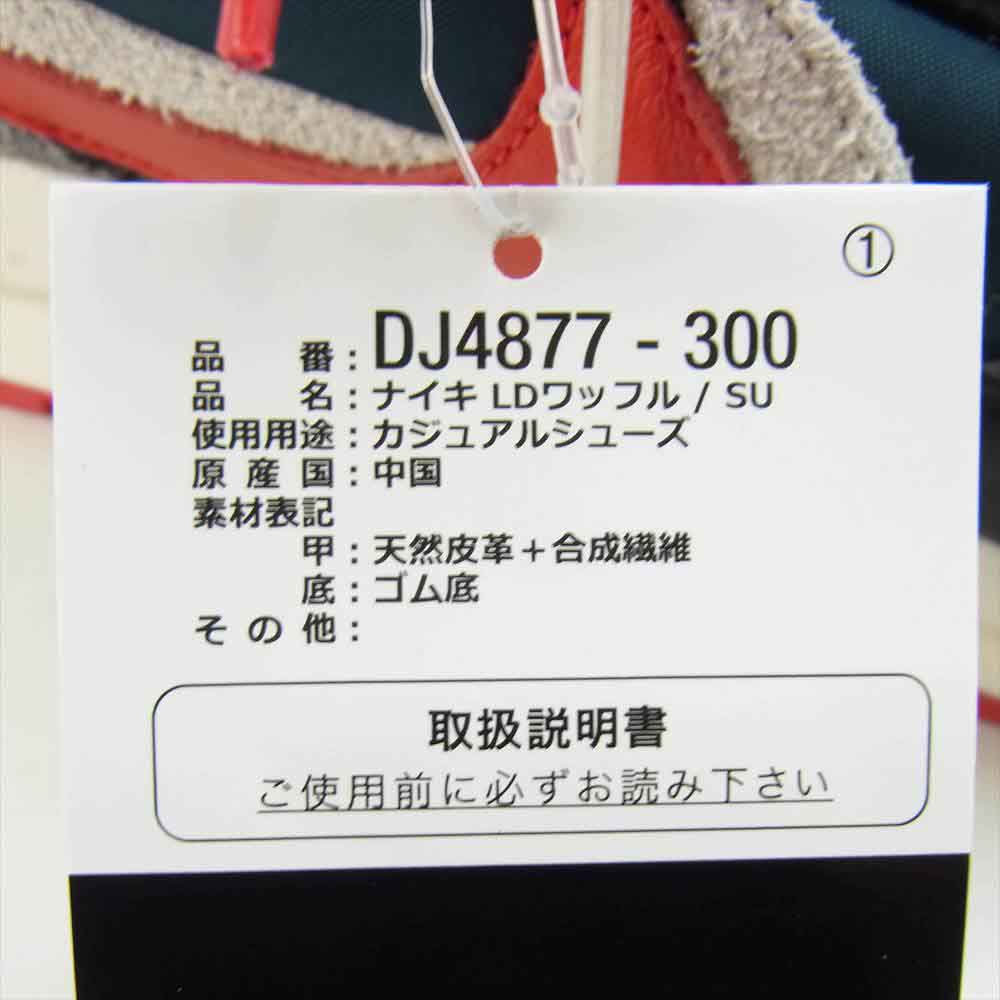 ①
品番：DJ4877 - 300
品名：ナイキ LDワッフル / SU
使用用途：カジュアルシューズ
原産国：中国
素材表記
甲：天然皮革＋合成繊維
底：ゴム底
その他：
取扱説明書
ご使用前に必ずお読み下さい